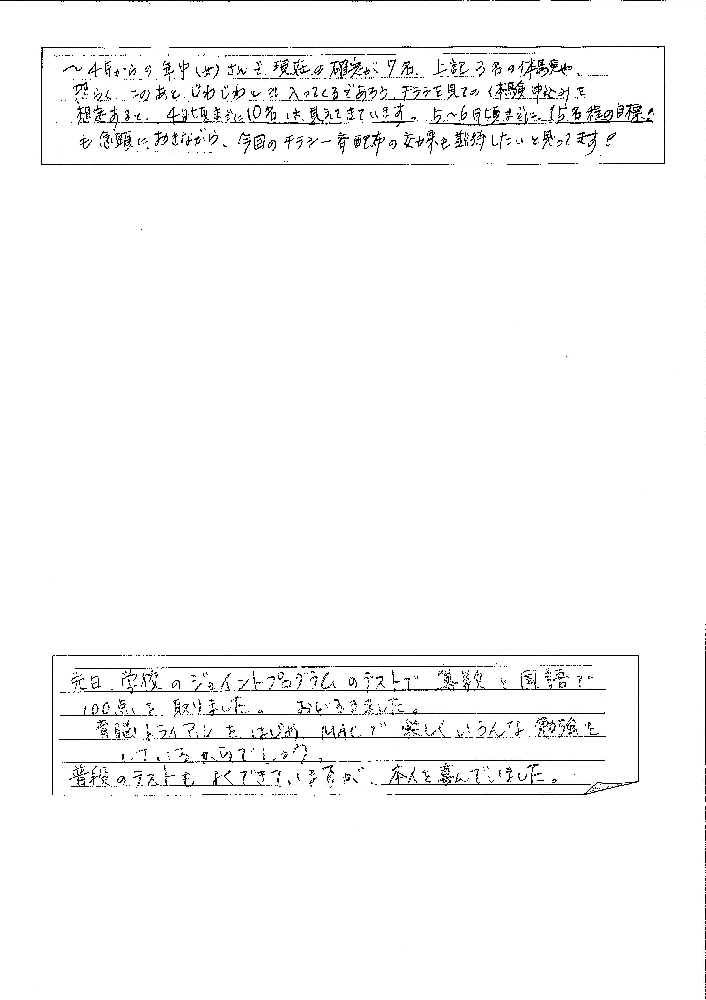 〜4月からの年中(女)さんで、現在の確定が7名、上記3名の体験や、
恐らく、このあと、じわじわと 入ってくるであろう、チラシを見ての体験申込みを
想定すると、4月頃までに10名は、見えてきています。5〜6月頃までに、15名程の目標!
も念頭におきながら、今回のチラシ一斉配布の効果も期待したいと思ってます!
先日、学校のジョイントプログラムのテストで 算数と国語で
100点を取りました。 おどろきました。
育脳トライアルをはじめ MACで楽しくいろんな勉強を
しているからでしょう。
普段のテストもよくできていますが、本人も喜んでいました。